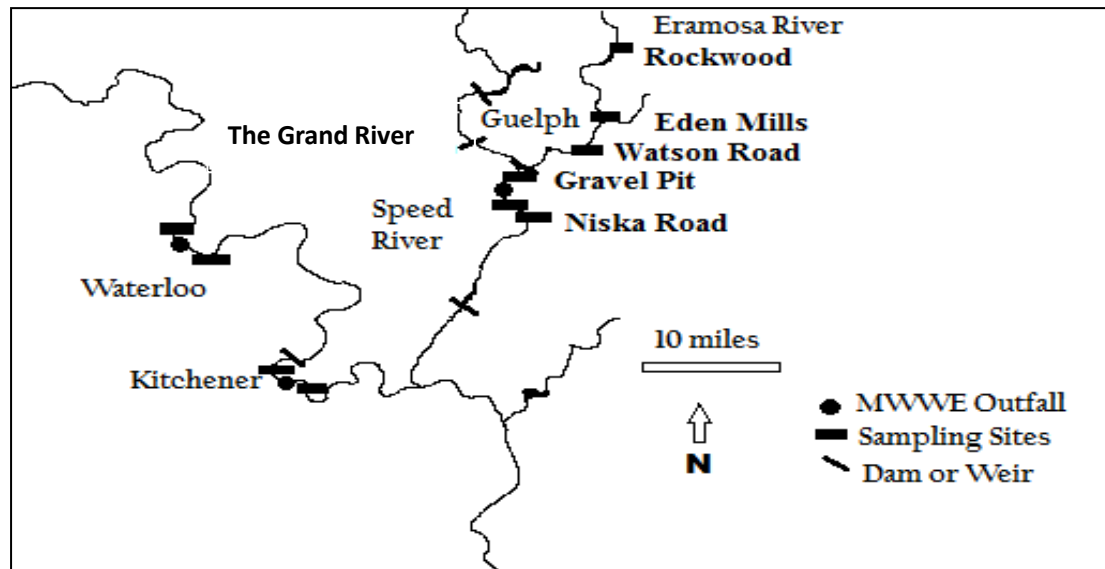 Eramosa River
Rockwood
The Grand River
Guelph
Eden Mills
Watson Road
Gravel Pit
Speed
River
Niska Road
Waterloo
10 miles
Kitchener
N
MWWE Outfall
Sampling Sites
Dam or Weir